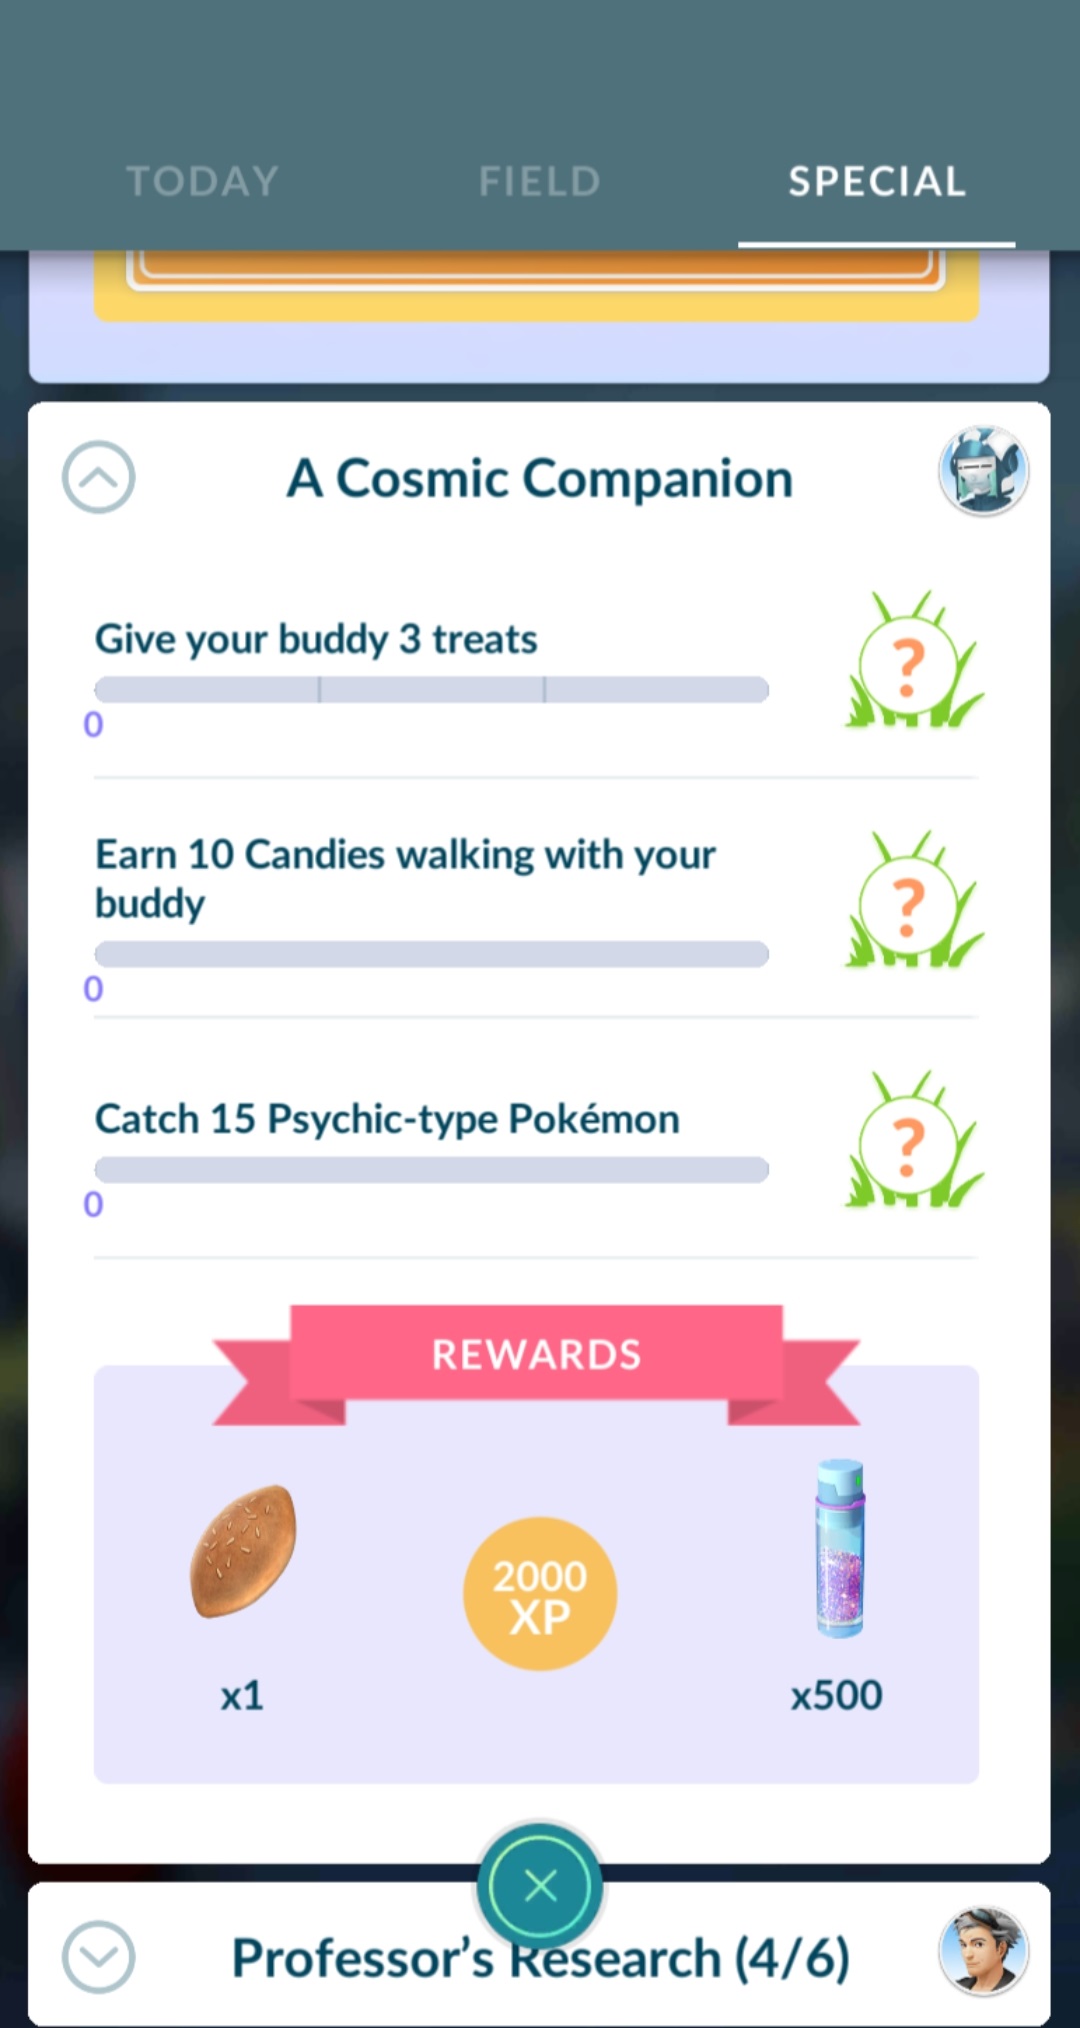 TODAY
FIELD
SPECIAL
A Cosmic Companion
Give your buddy 3 treats
?
0
Earn 10 Candies walking with your
buddy
?
0
Catch 15 Psychic-type Pokémon
?
0
REWARDS
2000
XP
x1
x500
Professor's Research (4/6)